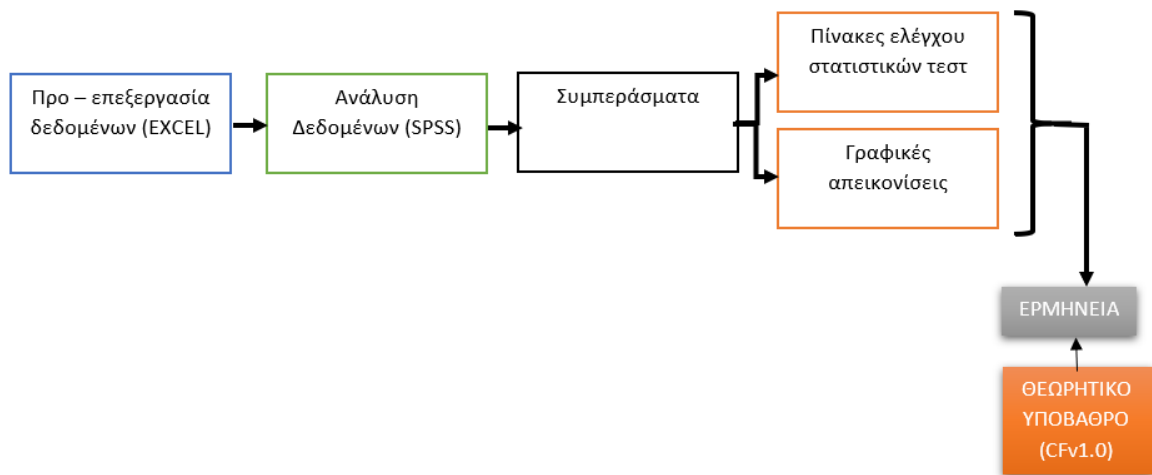 Προ – επεξεργασία
δεδομένων (EXCEL)
Ανάλυση
Δεδομένων (SPSS)
Συμπεράσματα
Πίνακες ελέγχου
στατιστικών τεστ
Γραφικές
απεικονίσεις
ΕΡΜΗΝΕΙΑ
ΘΕΩΡΗΤΙΚΟ
ΥΠΟΒΑΘΡΟ
(CFv1.0)